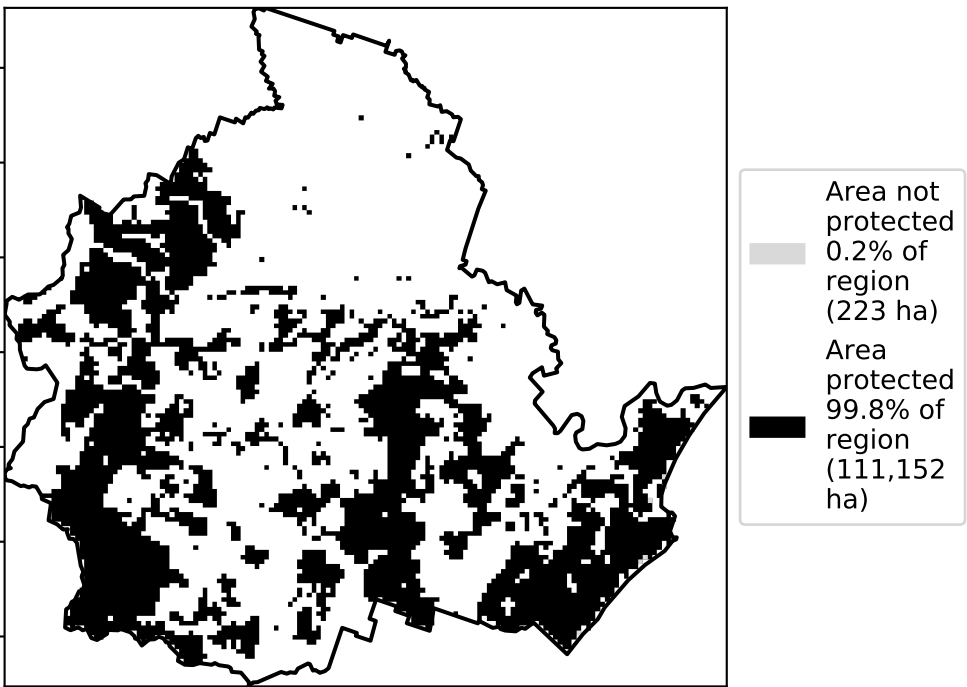 Area not
protected
0.2% of
region
(223 ha)
Area
protected
99.8% of
region
(111,152
ha)